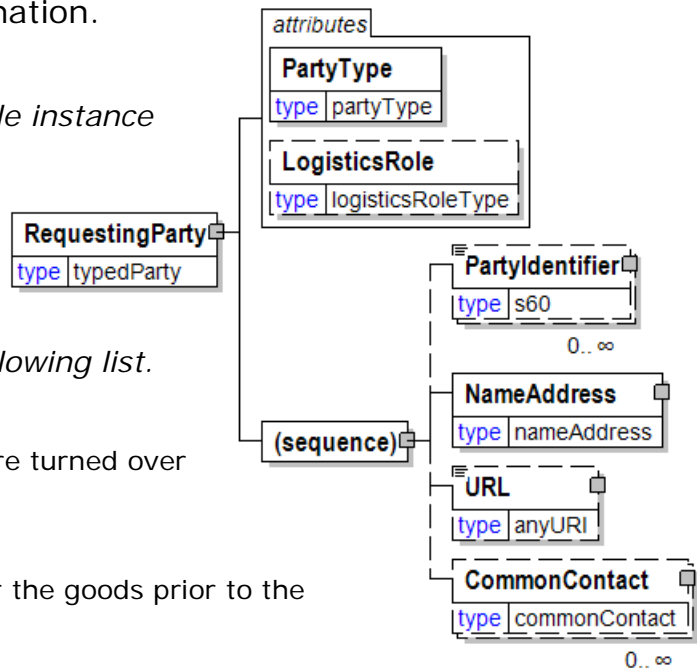 nation.
le instance
lowing list.
re turned over
r the goods prior to the
attributes
PartyType
type partyType
LogisticsRole
type logisticsRoleType
RequestingParty
type typedParty
(sequence)
PartyIdentifier
type s60
0.. ∞
NameAddress
type nameAddress
URL
type anyURI
CommonContact
type commonContact
0.. ∞